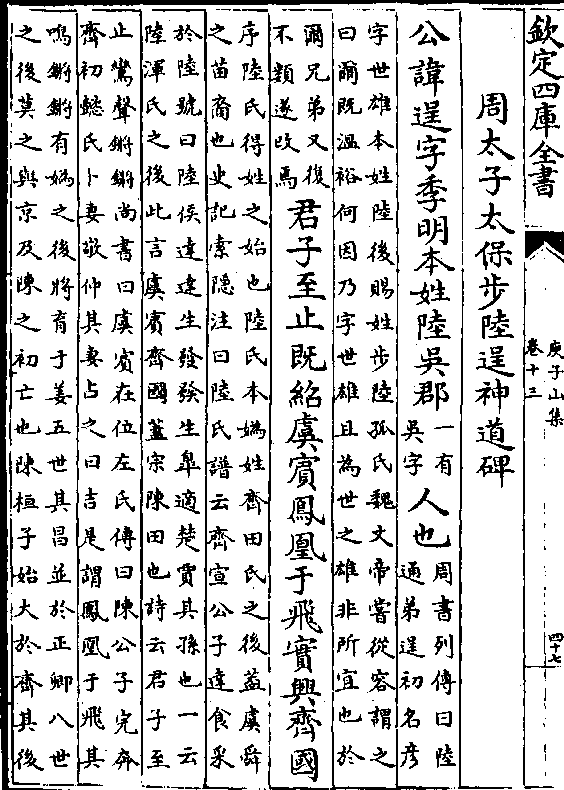 欽定四庫全書
庾子山集
卷十三
四十七
周太子太保步陸逞神道碑
公諱逞字季明本姓陸吳郡一有吳字人也周書列傳曰陸
通弟逞初名彦
字世雄本姓陸後賜姓步陸孤氏魏文帝嘗從容謂之
曰爾既溫裕何因乃字世雄且為世之雄非所宜也於
爾兄弟又復
不類遂改焉君子至止既紹虞賓鳳凰于飛實興齊國
序陸氏得姓之始也陸氏本媯姓齊田氏之後益虞舜
之苗裔也史記索隱注曰陸氏譜云齊宣公子達食采
於陸號曰陸侯達達生發發生臯適楚賈其孫也一云
陸渾氏之後此言虞賓齊國蓋宗陳田也詩云君子至
止鸞聲鏘鏘尚書曰虞賓在位左氏傳曰陳公子完奔
齊初懿氏卜妻敬仲其妻占之曰吉是謂鳳凰于飛其
鳴鏘鏘有媯之後將育于姜五世其昌並於正卿八世
之後莫之與京及陳之初亡也陳桓子始大於齊其後